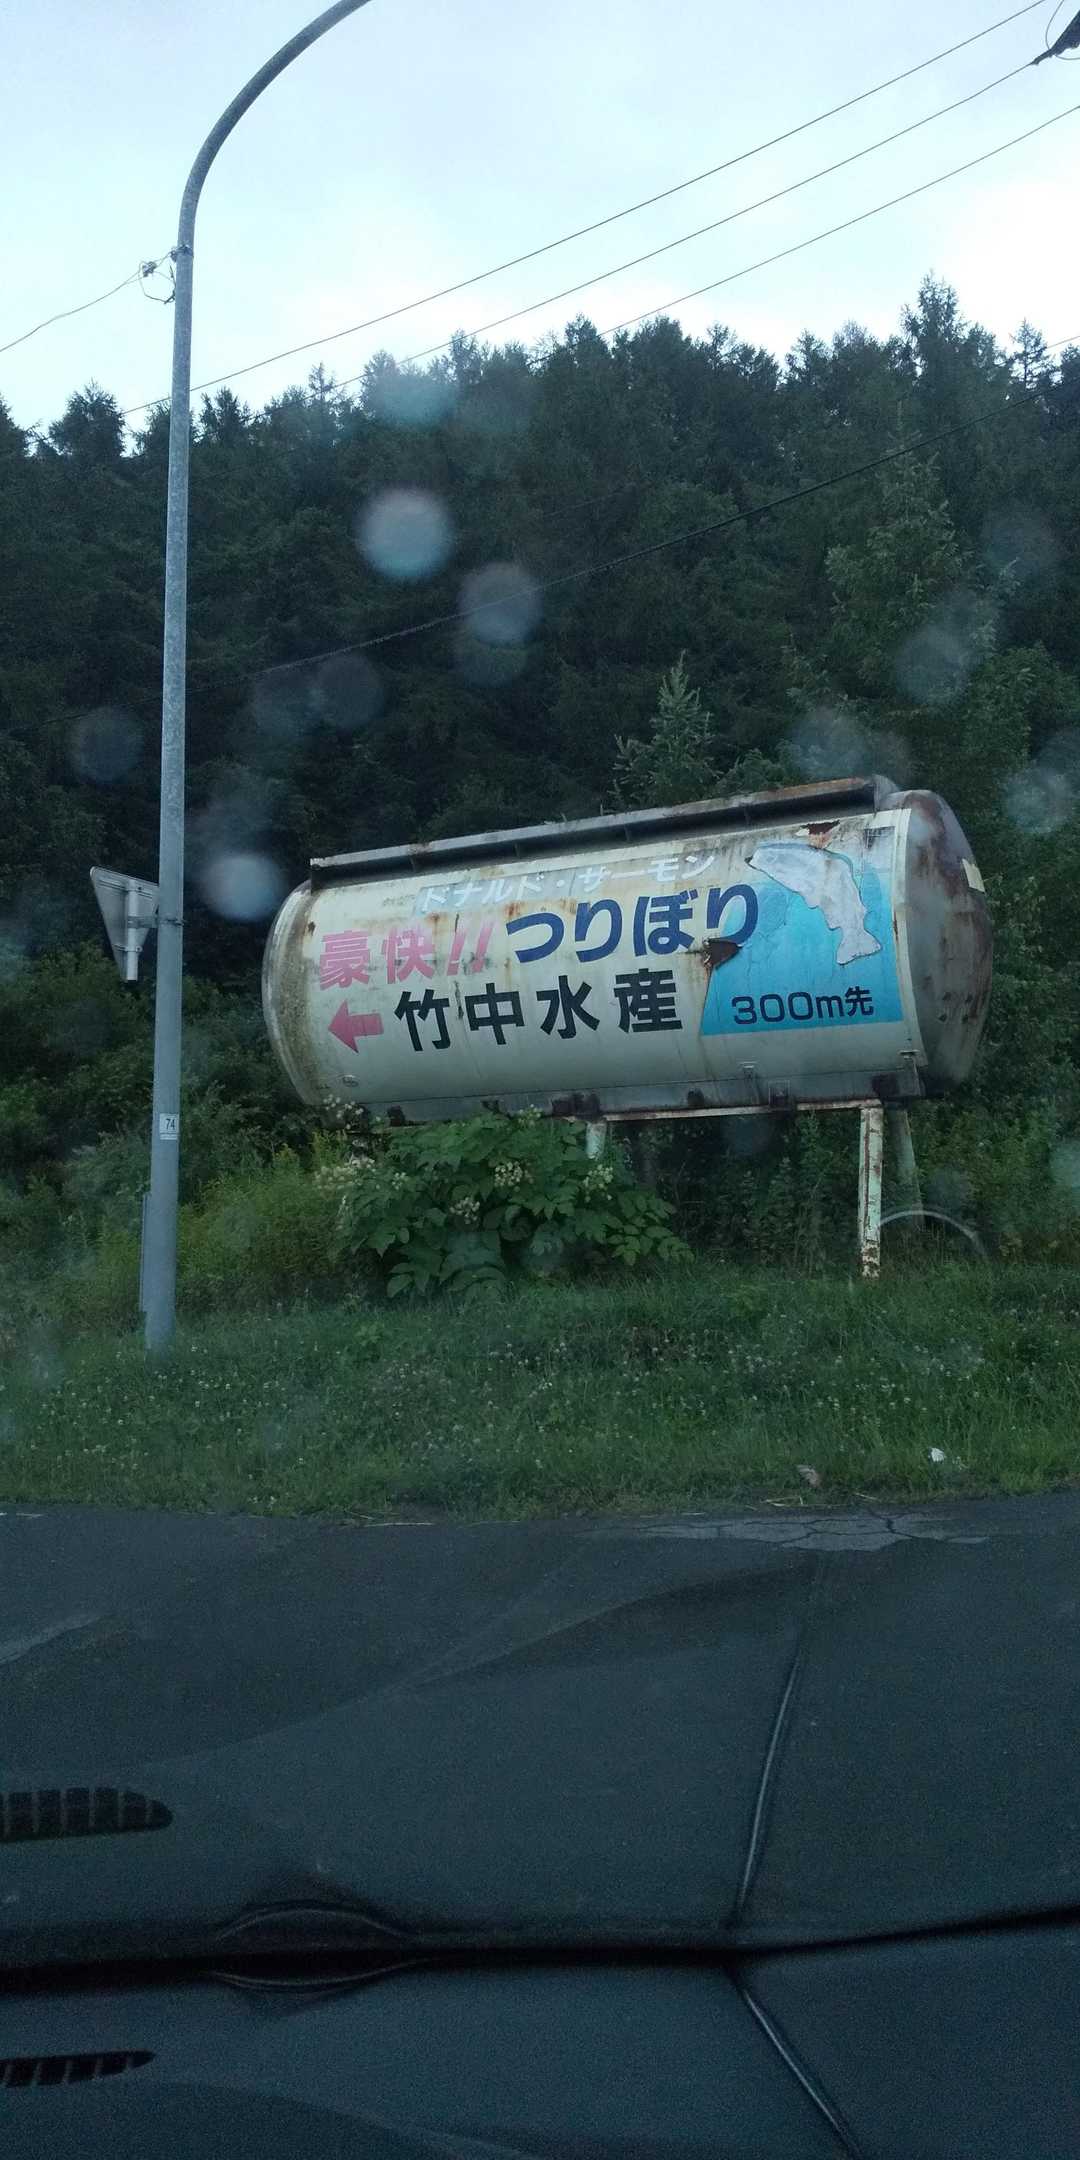 ドナルド・サーモン
豪快!! つりぼり
← 竹中水産
300m先
74